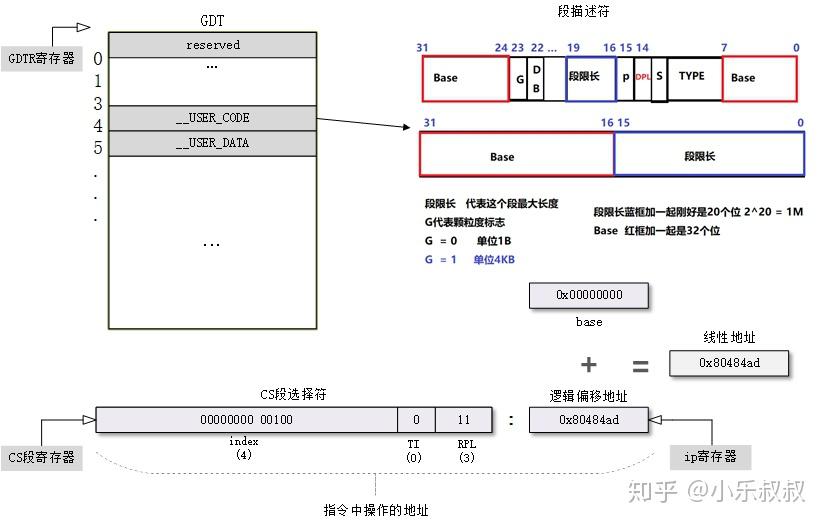 GDT
段描述符
GDTR寄存器
reserved
0
...
1
3
4
__USER_CODE
5
__USER_DATA
.
.
.
...
31 24 23 22 ... 19 16 15 14 7 0
Base G D B 段限长 p DPL S TYPE Base
31 16 15 0
Base 段限长
段限长 代表这个段最大长度
G代表颗粒度标志
G = 0 单位1B
G = 1 单位4KB
段限长蓝框加一起刚好是20个位 2^20 = 1M
Base 红框加一起是32个位
0x00000000
base
+ =
线性地址
0x80484ad
CS段选择符
逻辑偏移地址
00000000 00100 0 11 : 0x80484ad
index
(4)
TI
(0)
RPL
(3)
CS段寄存器
ip寄存器
指令中操作的地址
知乎 @小乐叔叔